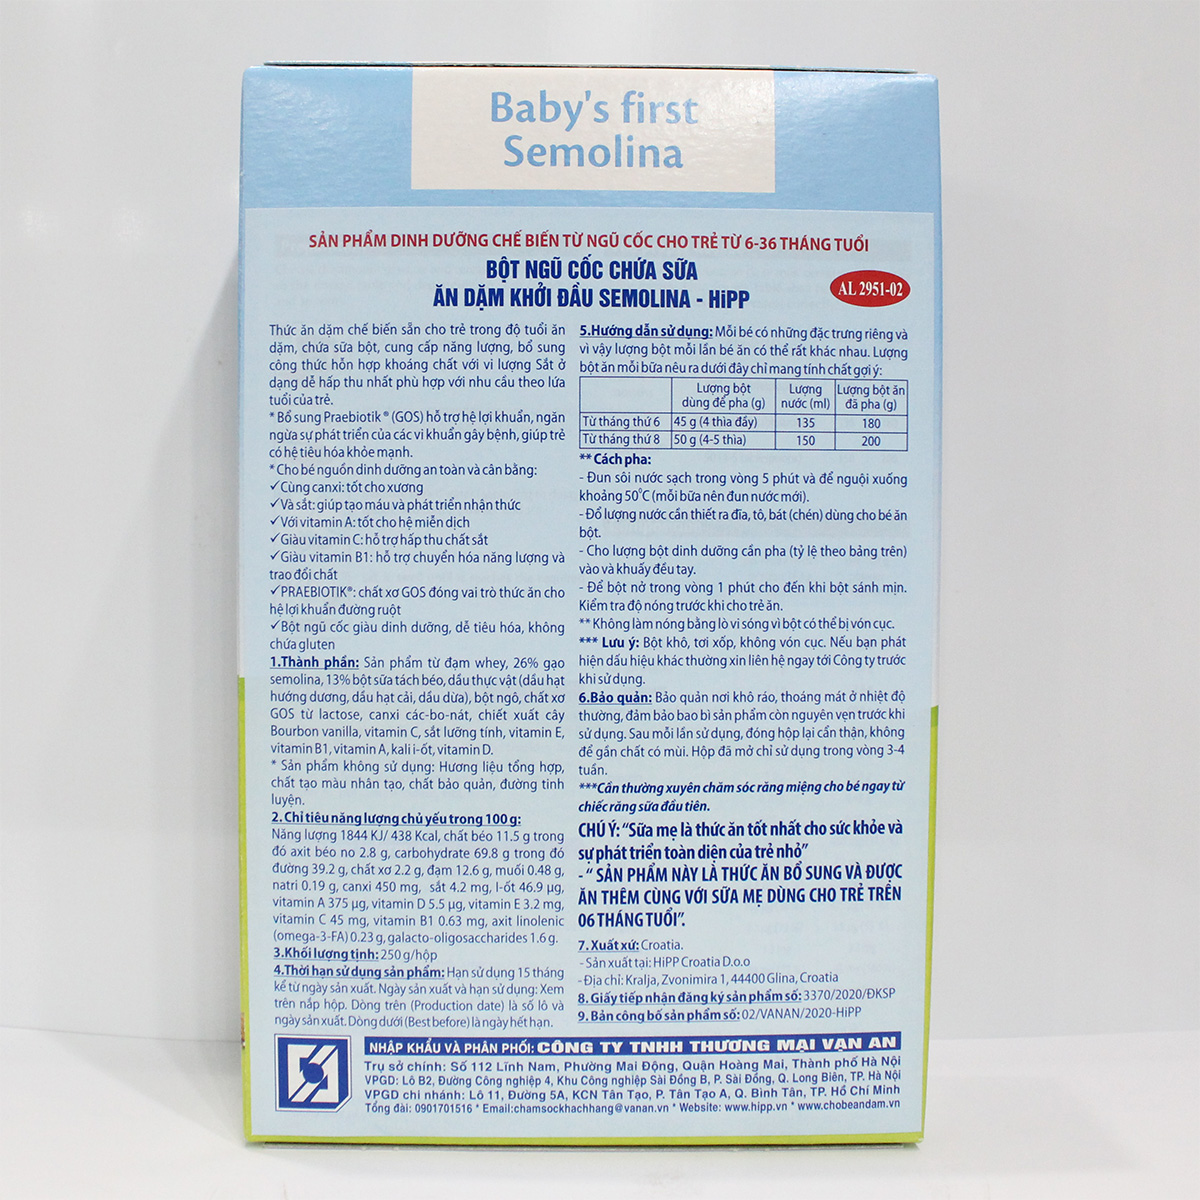 Baby's first
Semolina
SẢN PHẨM DINH DƯỠNG CHẾ BIẾN TỪ NGŨ CỐC CHO TRẺ TỪ 6-36 THÁNG TUỔI
BỘT NGŨ CỐC CHỨA SỮA
ĂN DẶM KHỞI ĐẦU SEMOLINA - HiPP
AL 2951-02
Thức ăn dặm chế biến sẵn cho trẻ trong độ tuổi ăn
dặm, chứa sữa bột, cung cấp năng lượng, bổ sung
công thức hỗn hợp khoáng chất với vi lượng Sắt ở
dạng dễ hấp thu nhất phù hợp với nhu cầu theo lứa
tuổi của trẻ.
* Bổ sung Praebiotik ® (GOS) hỗ trợ hệ lợi khuẩn, ngăn
ngừa sự phát triển của các vi khuẩn gây bệnh, giúp trẻ
có hệ tiêu hóa khỏe mạnh.
* Cho bé nguồn dinh dưỡng an toàn và cân bằng:
✓Cùng canxi: tốt cho xương
✓Và sắt: giúp tạo máu và phát triển nhận thức
✓Với vitamin A: tốt cho hệ miễn dịch
✓Giàu vitamin C: hỗ trợ hấp thu chất sắt
✓Giàu vitamin B1: hỗ trợ chuyển hóa năng lượng và
trao đổi chất
✓PRAEBIOTIK®: chất xơ GOS đóng vai trò thức ăn cho
hệ lợi khuẩn đường ruột
✓Bột ngũ cốc giàu dinh dưỡng, dễ tiêu hóa, không
chứa gluten
1.Thành phần: Sản phẩm từ đạm whey, 26% gạo
semolina, 13% bột sữa tách béo, dầu thực vật (dầu hạt
hướng dương, dầu hạt cải, dầu dừa), bột ngô, chất xơ
GOS từ lactose, canxi các-bo-nát, chiết xuất cây
Bourbon vanilla, vitamin C, sắt lưỡng tính, vitamin E,
vitamin B1, vitamin A, kali i-ốt, vitamin D.
* Sản phẩm không sử dụng: Hương liệu tổng hợp,
chất tạo màu nhân tạo, chất bảo quản, đường tinh
luyện.
2. Chỉ tiêu năng lượng chủ yếu trong 100 g:
Năng lượng 1844 KJ/ 438 Kcal, chất béo 11.5 g trong
đó axit béo no 2.8 g, carbohydrate 69.8 g trong đó
đường 39.2 g, chất xơ 2.2 g, đạm 12.6 g, muối 0.48 g,
natri 0.19 g, canxi 450 mg, sắt 4.2 mg, I-ốt 46.9 µg,
vitamin A 375 µg, vitamin D 5.5 µg, vitamin E 3.2 mg,
vitamin C 45 mg, vitamin B1 0.63 mg, axit linolenic
(omega-3-FA) 0.23 g, galacto-oligosaccharides 1.6 g.
3.Khối lượng tịnh: 250 g/hộp
4.Thời hạn sử dụng sản phẩm: Hạn sử dụng 15 tháng
kể từ ngày sản xuất. Ngày sản xuất và hạn sử dụng: Xem
trên nắp hộp. Dòng trên (Production date) là số lô và
ngày sản xuất. Dòng dưới (Best before) là ngày hết hạn.
5.Hướng dẫn sử dụng: Mỗi bé có những đặc trưng riêng và
vì vậy lượng bột mỗi lần bé ăn có thể rất khác nhau. Lượng
bột ăn mỗi bữa nêu ra dưới đây chỉ mang tính chất gợi ý:
Lượng bột dùng để pha (g) Lượng nước (ml) Lượng bột ăn đã pha (g)
Từ tháng thứ 6 45 g (4 thìa đầy) 135 180
Từ tháng thứ 8 50 g (4-5 thìa) 150 200
** Cách pha:
- Đun sôi nước sạch trong vòng 5 phút và để nguội xuống
khoảng 50⁰C (mỗi bữa nên đun nước mới).
- Đổ lượng nước cần thiết ra đĩa, tô, bát (chén) dùng cho bé ăn
bột.
- Cho lượng bột dinh dưỡng cần pha (tỷ lệ theo bảng trên)
vào và khuấy đều tay.
- Để bột nở trong vòng 1 phút cho đến khi bột sánh mịn.
Kiểm tra độ nóng trước khi cho trẻ ăn.
** Không làm nóng bằng lò vi sóng vì bột có thể bị vón cục.
*** Lưu ý: Bột khô, tơi xốp, không vón cục. Nếu bạn phát
hiện dấu hiệu khác thường xin liên hệ ngay tới Công ty trước
khi sử dụng.
6.Bảo quản: Bảo quản nơi khô ráo, thoáng mát ở nhiệt độ
thường, đảm bảo bao bì sản phẩm còn nguyên vẹn trước khi
sử dụng. Sau mỗi lần sử dụng, đóng hộp lại cẩn thận, không
để gần chất có mùi. Hộp đã mở chỉ sử dụng trong vòng 3-4
tuần.
***Cần thường xuyên chăm sóc răng miệng cho bé ngay từ
chiếc răng sữa đầu tiên.
CHÚ Ý: “Sữa mẹ là thức ăn tốt nhất cho sức khỏe và
sự phát triển toàn diện của trẻ nhỏ”
- “ SẢN PHẨM NÀY LÀ THỨC ĂN BỔ SUNG VÀ ĐƯỢC
ĂN THÊM CÙNG VỚI SỮA MẸ DÙNG CHO TRẺ TRÊN
06 THÁNG TUỔI”.
7. Xuất xứ: Croatia.
- Sản xuất tại: HiPP Croatia D.o.o
- Địa chỉ: Kralja, Zvonimira 1, 44400 Glina, Croatia
8. Giấy tiếp nhận đăng ký sản phẩm số: 3370/2020/ĐKSP
9. Bản công bố sản phẩm số: 02/VANAN/2020-HiPP
NHẬP KHẨU VÀ PHÂN PHỐI: CÔNG TY TNHH THƯƠNG MẠI VẠN AN
Trụ sở chính: Số 112 Lĩnh Nam, Phường Mai Động, Quận Hoàng Mai, Thành phố Hà Nội
VPGD: Lô B2, Đường Công nghiệp 4, Khu Công nghiệp Sài Đồng B, P. Sài Đồng, Q. Long Biên, TP. Hà Nội
VPGD chi nhánh: Lô 11, Đường 5A, KCN Tân Tạo, P. Tân Tạo A, Q. Bình Tân, TP. Hồ Chí Minh
Tổng đài: 0901701516 * Email:chamsockhachhang@vanan.vn * Website: www.hipp.vn * www.chobeandam.vn